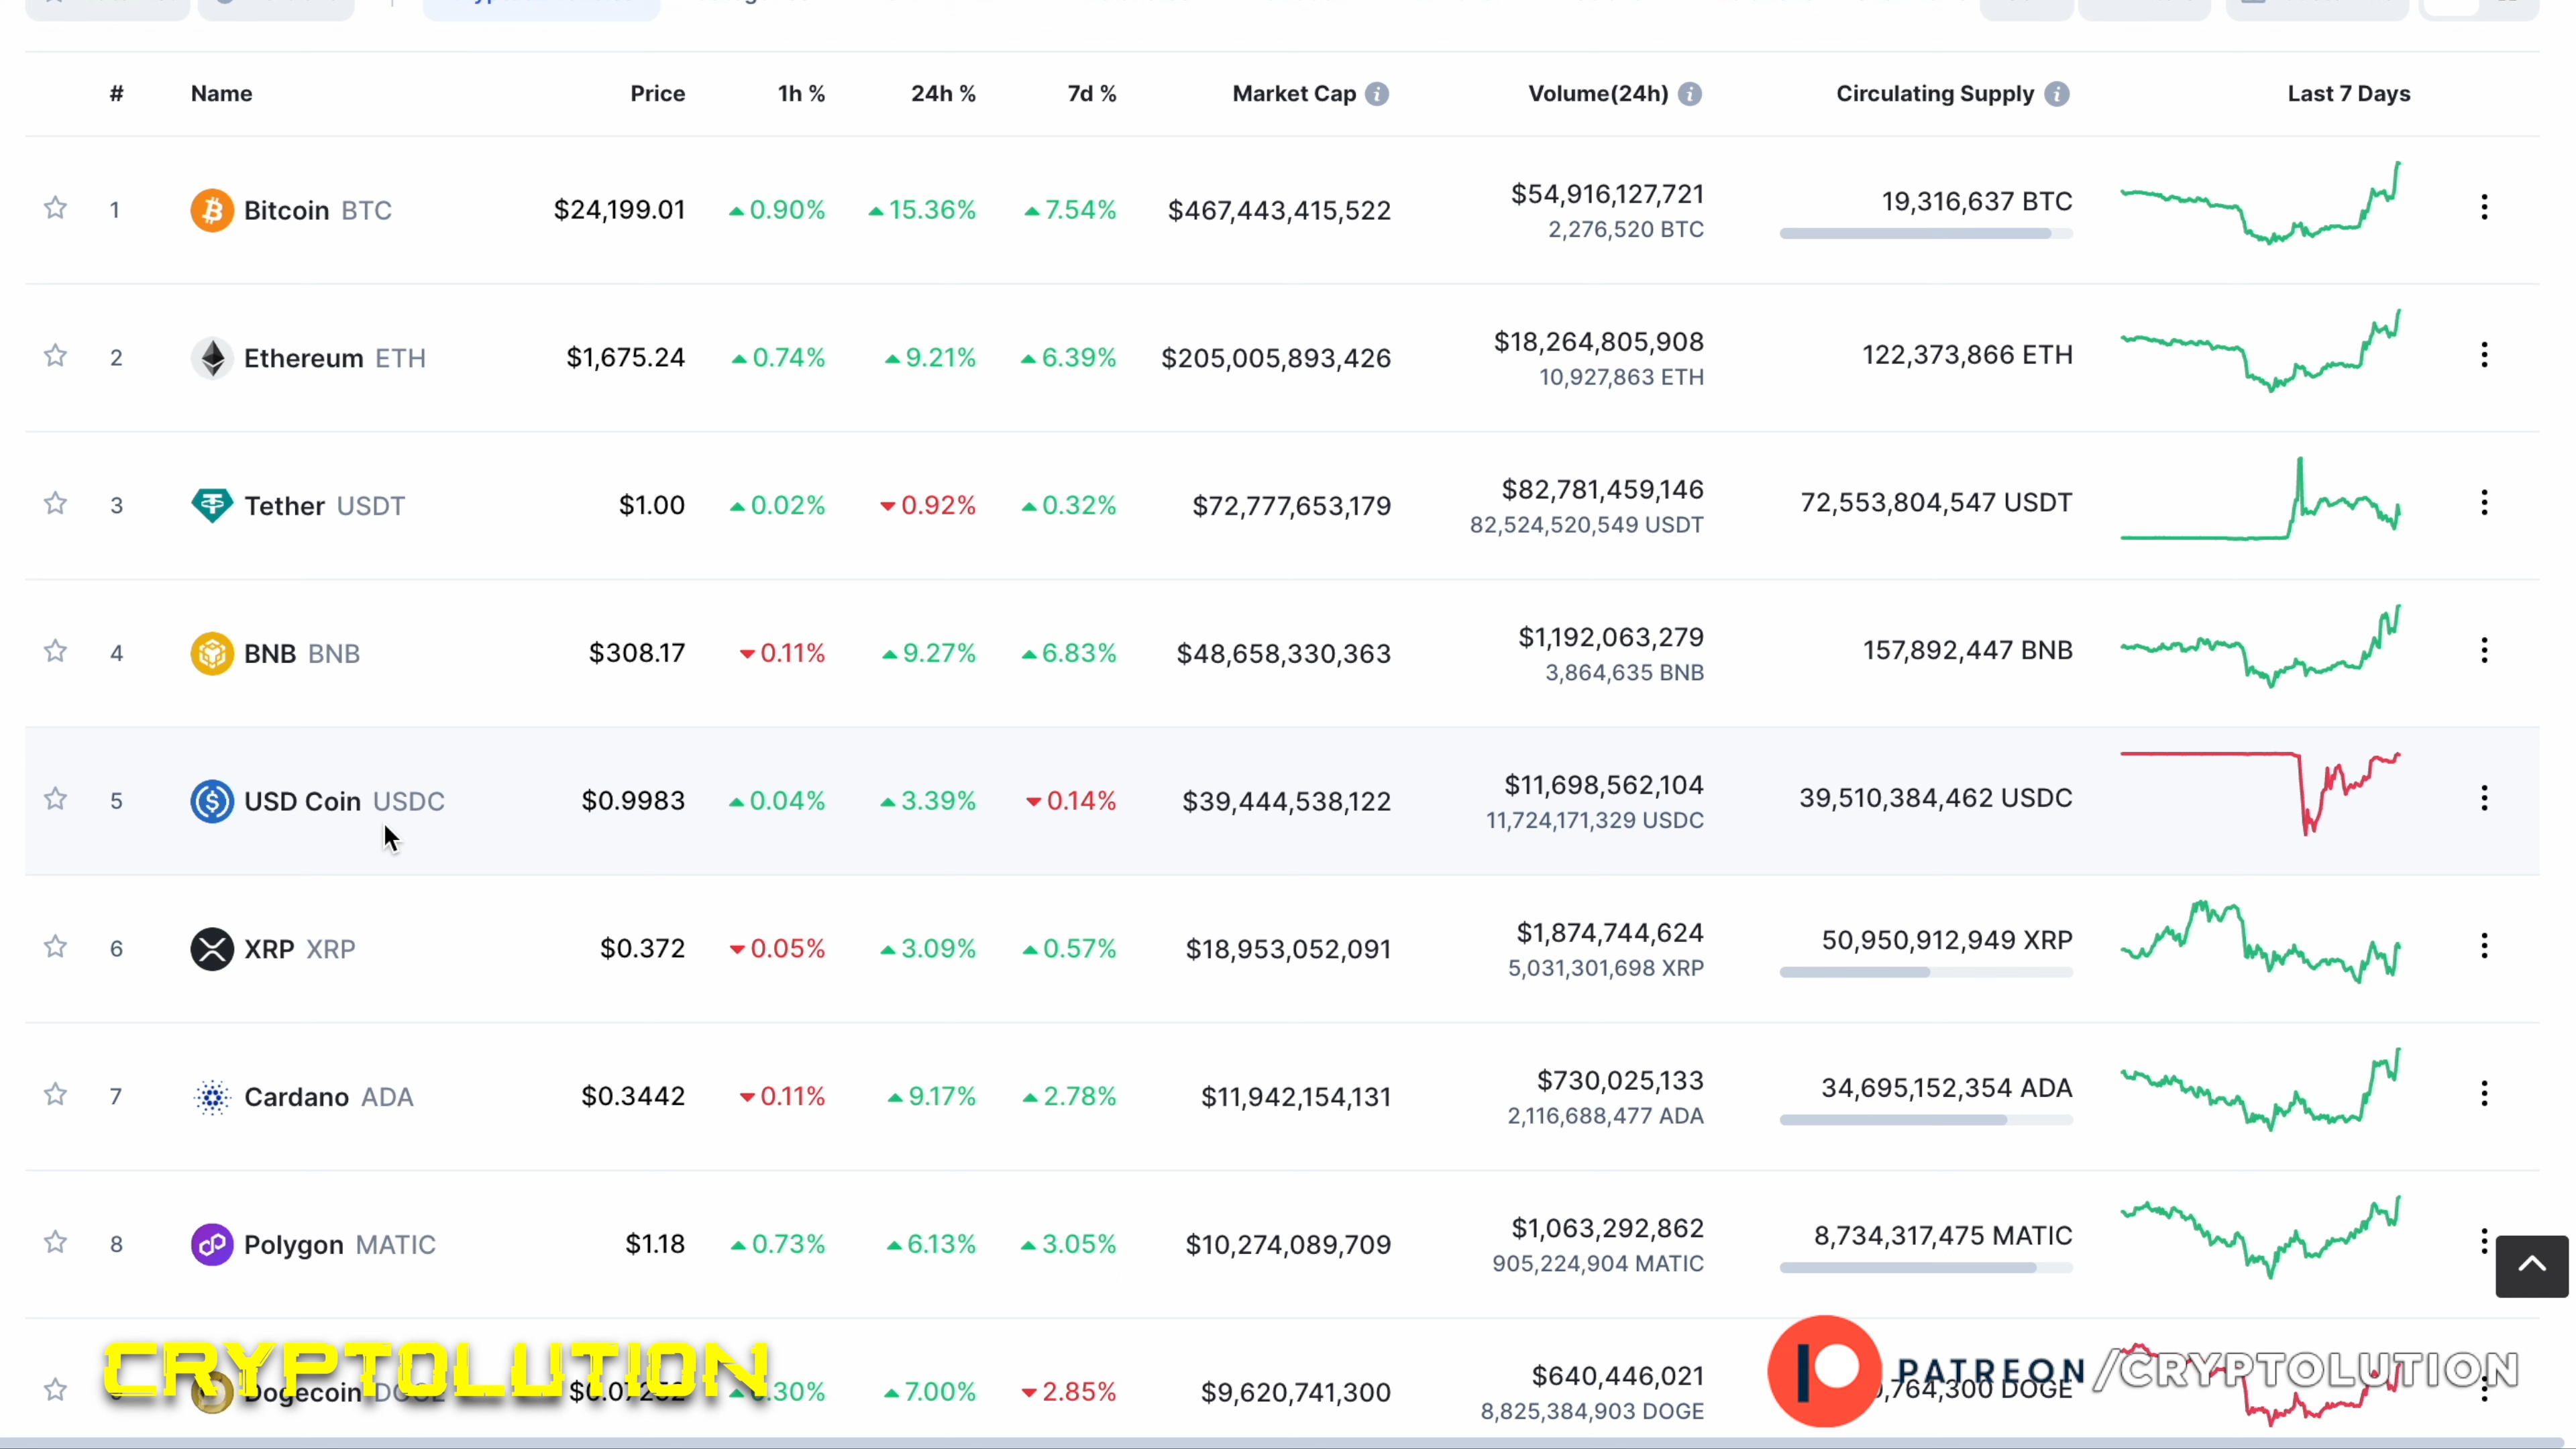 # Name Price 1h % 24h % 7d % Market Cap Volume(24h) Circulating Supply Last 7 Days
1 Bitcoin BTC $24,199.01 0.90% 15.36% 7.54% $467,443,415,522 $54,916,127,721 19,316,637 BTC
2,276,520 BTC
2 Ethereum ETH $1,675.24 0.74% 9.21% 6.39% $205,005,893,426 $18,264,805,908 122,373,866 ETH
10,927,863 ETH
3 Tether USDT $1.00 0.02% 0.92% 0.32% $72,777,653,179 $82,781,459,146 72,553,804,547 USDT
82,524,520,549 USDT
4 BNB BNB $308.17 0.11% 9.27% 6.83% $48,658,330,363 $1,192,063,279 157,892,447 BNB
3,864,635 BNB
5 USD Coin USDC $0.9983 0.04% 3.39% 0.14% $39,444,538,122 $11,698,562,104 39,510,384,462 USDC
11,724,171,329 USDC
6 XRP XRP $0.372 0.05% 3.09% 0.57% $18,953,052,091 $1,874,744,624 50,950,912,949 XRP
5,031,301,698 XRP
7 Cardano ADA $0.3442 0.11% 9.17% 2.78% $11,942,154,131 $730,025,133 34,695,152,354 ADA
2,116,688,477 ADA
8 Polygon MATIC $1.18 0.73% 6.13% 3.05% $10,274,089,709 $1,063,292,862 8,734,317,475 MATIC
905,224,904 MATIC
CRYPTOLUTION PATREON/CRYPTOLUTION
Dogecoin DOGE 7.00% 2.85% $9,620,741,300 $640,446,021 DOGE
8,825,384,903 DOGE